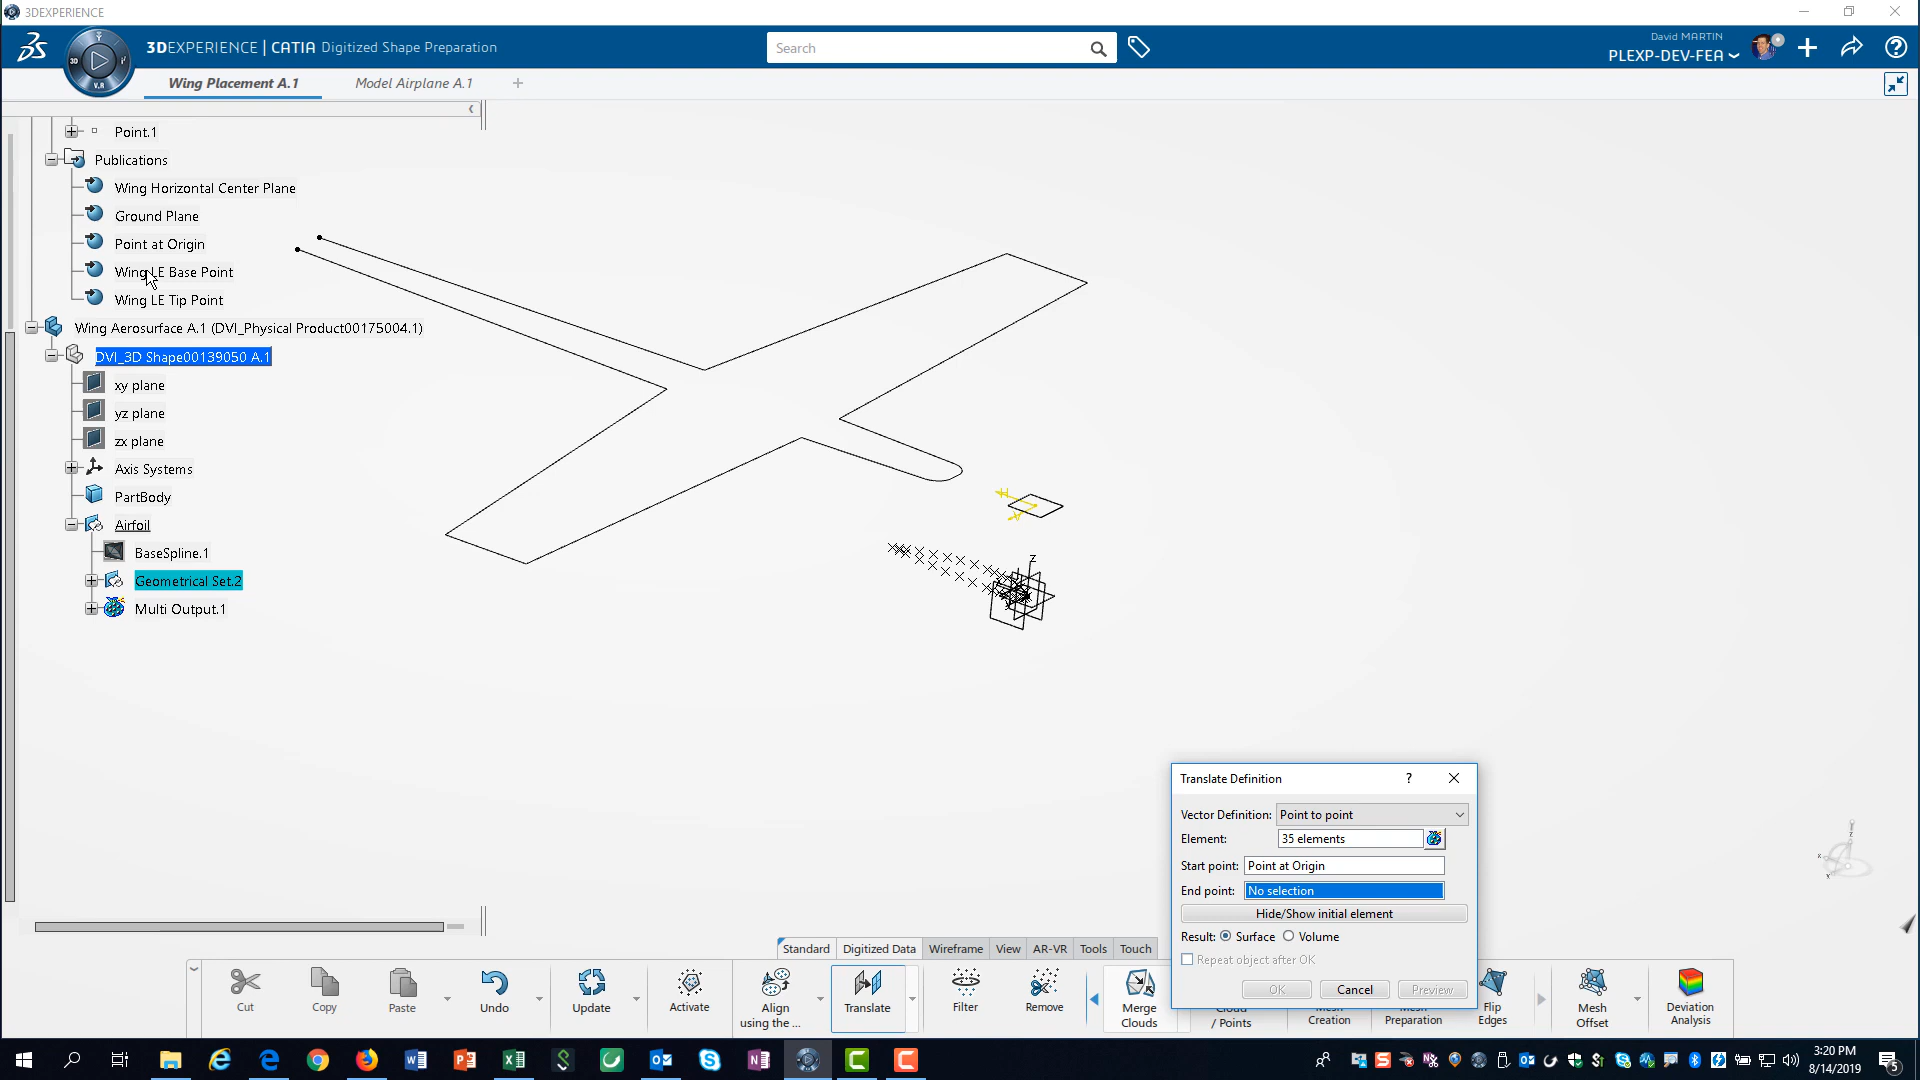 3DEXPERIENCE
3DEXPERIENCE | CATIA Digitized Shape Preparation
Search
David MARTIN
PLEXP-DEV-FEA
3D
V.R
Wing Placement A.1
Model Airplane A.1
Point.1
Publications
Wing Horizontal Center Plane
Ground Plane
Point at Origin
Wing LE Base Point
Wing LE Tip Point
Wing Aerosurface A.1 (DVI_Physical Product00175004.1)
DVI_3D Shape00139050 A.1
xy plane
yz plane
zx plane
Axis Systems
PartBody
Airfoil
BaseSpline.1
Geometrical Set.2
Multi Output.1
H
V
Z
Translate Definition
?
Vector Definition: Point to point
Element: 35 elements
Start point: Point at Origin
End point: No selection
Hide/Show initial element
Result: Surface Volume
Repeat object after OK
OK Cancel Preview
Standard Digitized Data Wireframe View AR-VR Tools Touch
Cut
Copy
Paste
Undo
Update
Activate
Align using the ...
Translate
Filter
Remove
Merge Clouds
Cloud / Points
Mesh Creation
Mesh Preparation
Flip Edges
Mesh Offset
Deviation Analysis
3:20 PM
8/14/2019
5